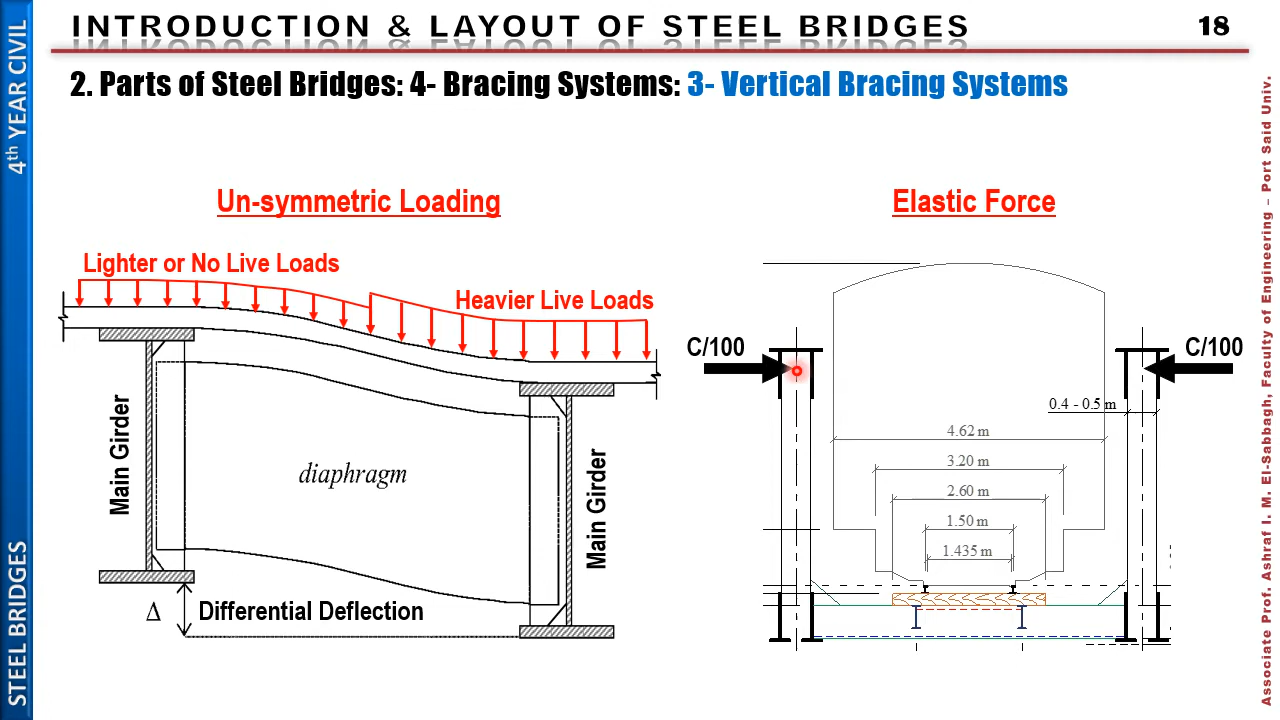 INTRODUCTION & LAYOUT OF STEEL BRIDGES
18
2. Parts of Steel Bridges: 4- Bracing Systems: 3- Vertical Bracing Systems
4th YEAR CIVIL
STEEL BRIDGES
Un-symmetric Loading
Lighter or No Live Loads
Heavier Live Loads
Main Girder
diaphragm
Main Girder
Δ
Differential Deflection
Elastic Force
C/100
C/100
0.4 - 0.5 m
4.62 m
3.20 m
2.60 m
1.50 m
1.435 m
Associate Prof. Ashraf I. M. El-Sabbagh, Faculty of Engineering – Port Said Univ.